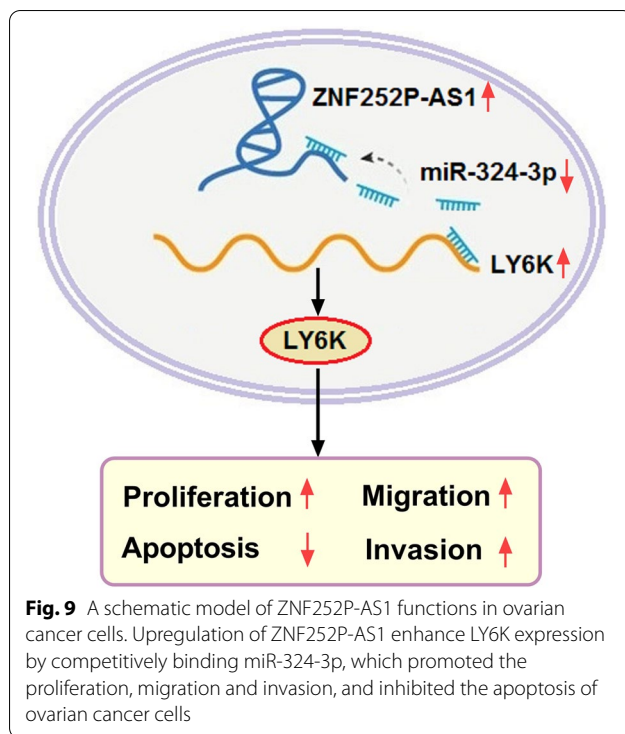 ZNF252P-AS1
miR-324-3p
LY6K
LY6K
Proliferation Migration
Apoptosis Invasion
Fig. 9 A schematic model of ZNF252P-AS1 functions in ovarian
cancer cells. Upregulation of ZNF252P-AS1 enhance LY6K expression
by competitively binding miR-324-3p, which promoted the
proliferation, migration and invasion, and inhibited the apoptosis of
ovarian cancer cells